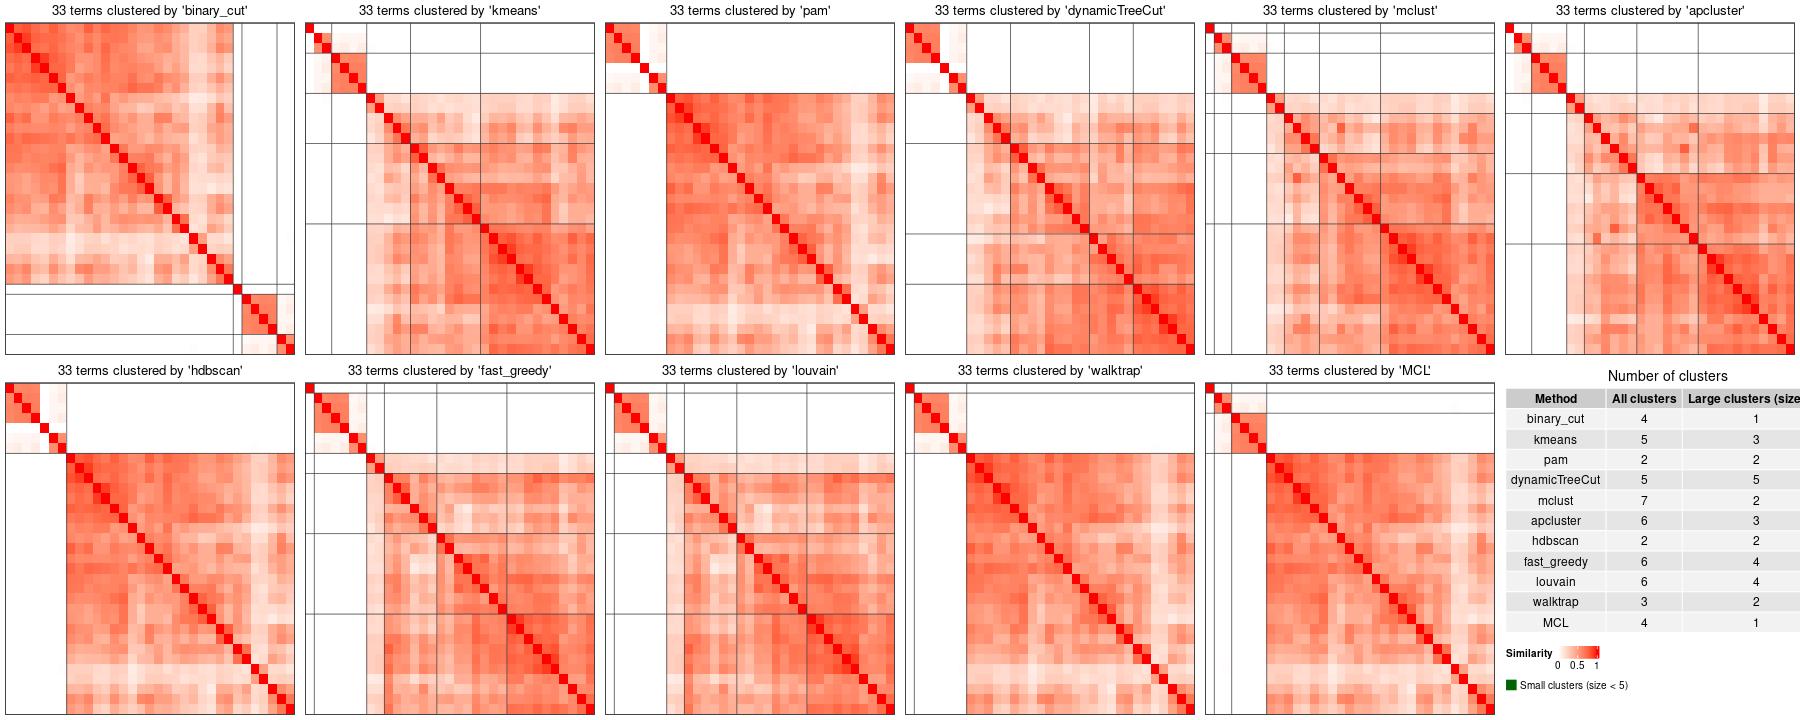 33 terms clustered by 'binary_cut'
33 terms clustered by 'kmeans'
33 terms clustered by 'pam'
33 terms clustered by 'dynamicTreeCut'
33 terms clustered by 'mclust'
33 terms clustered by 'apcluster'
33 terms clustered by 'hdbscan'
33 terms clustered by 'fast_greedy'
33 terms clustered by 'louvain'
33 terms clustered by 'walktrap'
33 terms clustered by 'MCL'
Number of clusters
Method All clusters Large clusters (size
binary_cut 4 1
kmeans 5 3
pam 2 2
dynamicTreeCut 5 5
mclust 7 2
apcluster 6 3
hdbscan 2 2
fast_greedy 6 4
louvain 6 4
walktrap 3 2
MCL 4 1
Similarity
0 0.5 1
Small clusters (size < 5)